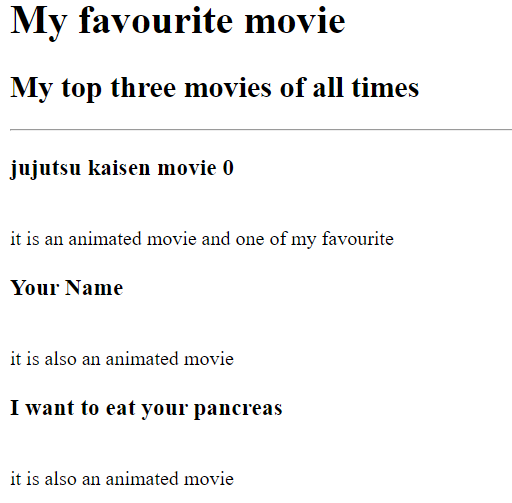 My favourite movie
My top three movies of all times
jujutsu kaisen movie 0
it is an animated movie and one of my favourite
Your Name
it is also an animated movie
I want to eat your pancreas
it is also an animated movie